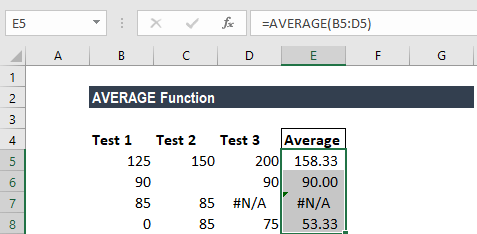 E5 fx =AVERAGE(B5:D5)
A B C D E F G
1
2 AVERAGE Function
3
4 Test 1 Test 2 Test 3 Average
5 125 150 200 158.33
6 90 90 90.00
7 85 85 #N/A #N/A
8 0 85 75 53.33